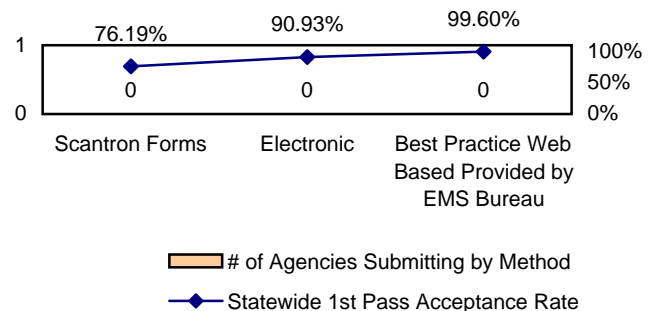 76.19%
90.93%
99.60%
1
0
0
0
0
100%
50%
0%
Scantron Forms
Electronic
Best Practice Web
Based Provided by
EMS Bureau
# of Agencies Submitting by Method
Statewide 1st Pass Acceptance Rate